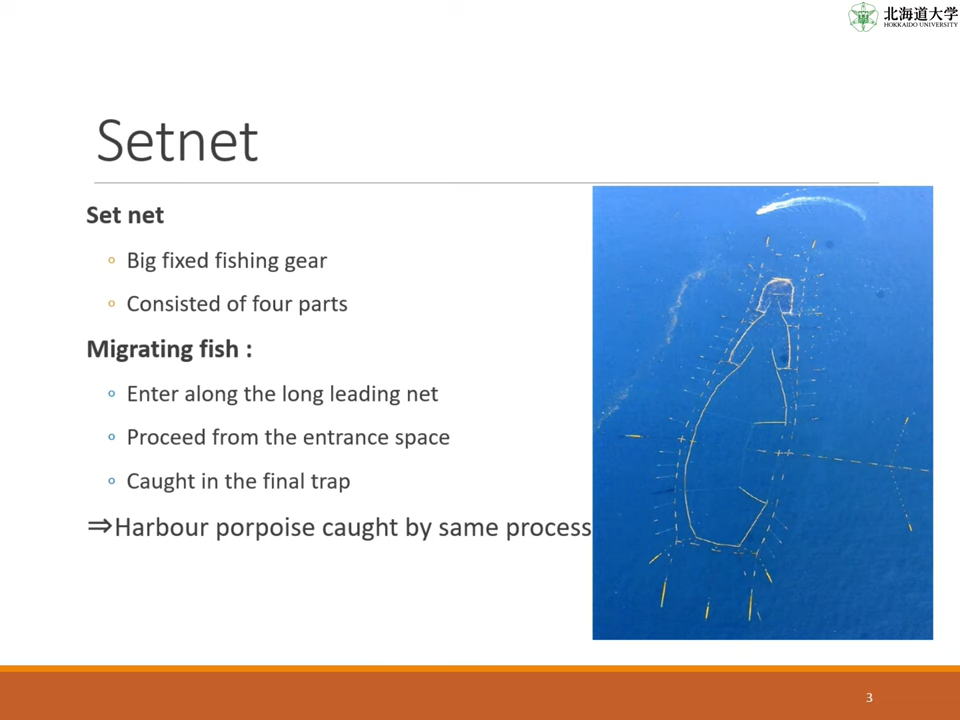 北海道大学
HOKKAIDO UNIVERSITY
Setnet
Set net
Big fixed fishing gear
Consisted of four parts
Migrating fish :
Enter along the long leading net
Proceed from the entrance space
Caught in the final trap
⇒Harbour porpoise caught by same process
3